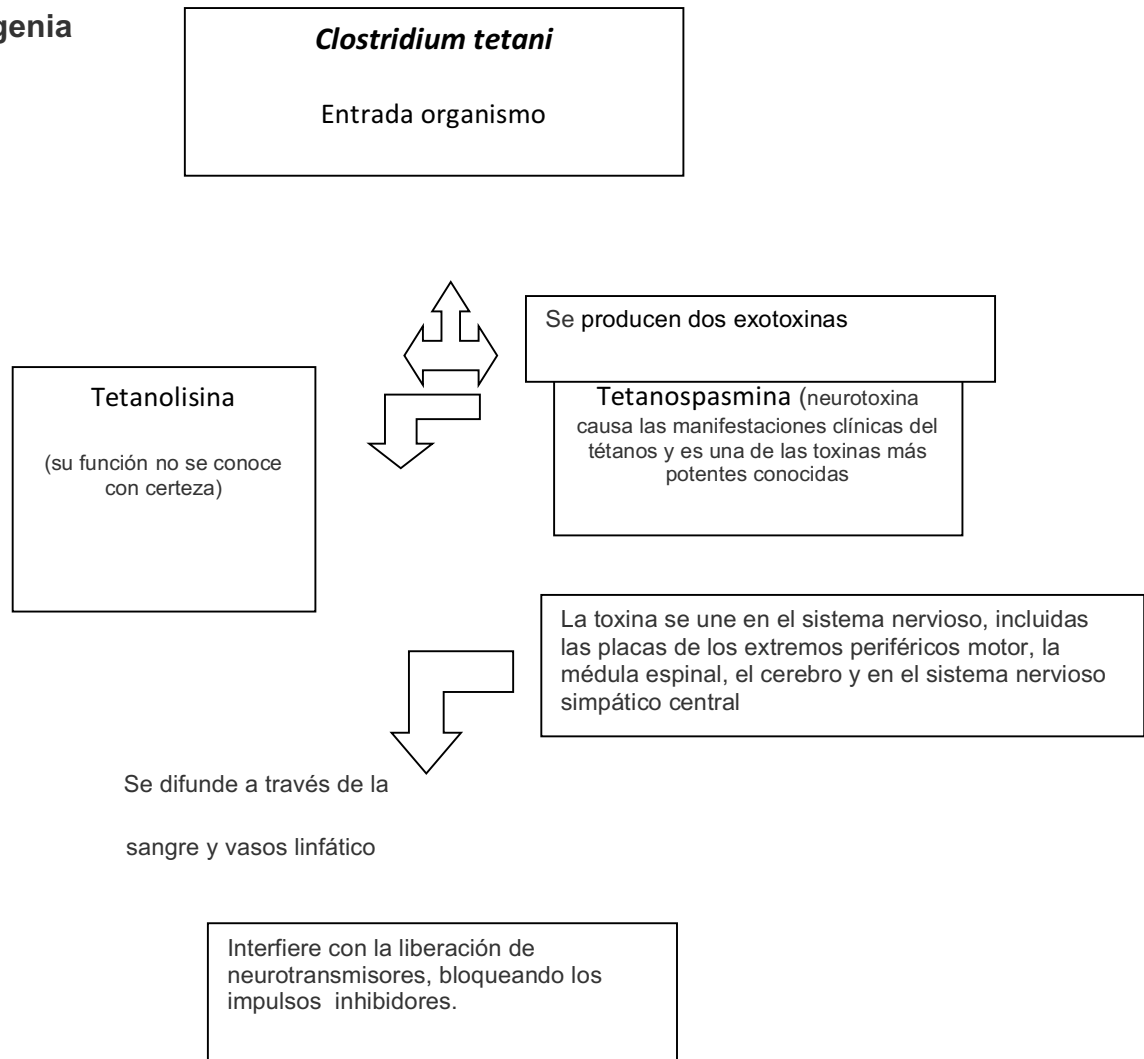 genia
Clostridium tetani
Entrada organismo
Se producen dos exotoxinas
Tetanolisina
(su función no se conoce
con certeza)
Tetanospasmina (neurotoxina
causa las manifestaciones clínicas del
tétanos y es una de las toxinas más
potentes conocidas
La toxina se une en el sistema nervioso, incluidas
las placas de los extremos periféricos motor, la
médula espinal, el cerebro y en el sistema nervioso
simpático central
Se difunde a través de la
sangre y vasos linfático
Interfiere con la liberación de
neurotransmisores, bloqueando los
impulsos inhibidores.